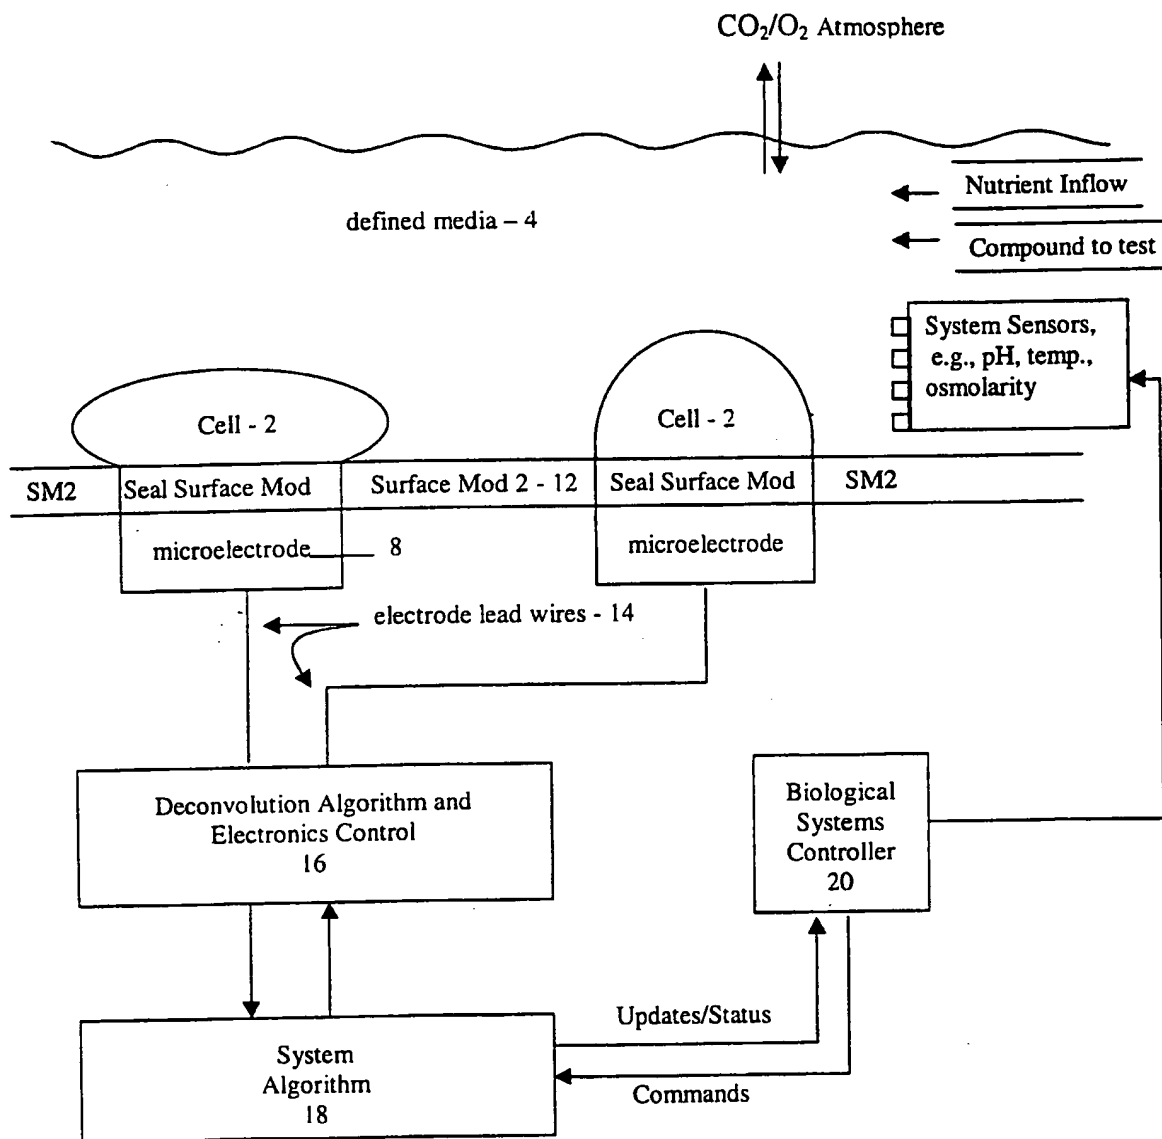 CO₂/O₂ Atmosphere
Nutrient Inflow
defined media – 4
Compound to test
System Sensors,
e.g., pH, temp.,
osmolarity
Cell - 2
Cell - 2
SM2
Seal Surface Mod
Surface Mod 2 - 12
Seal Surface Mod
SM2
microelectrode
8
microelectrode
electrode lead wires - 14
Deconvolution Algorithm and
Electronics Control
16
Biological
Systems
Controller
20
Updates/Status
System
Algorithm
18
Commands